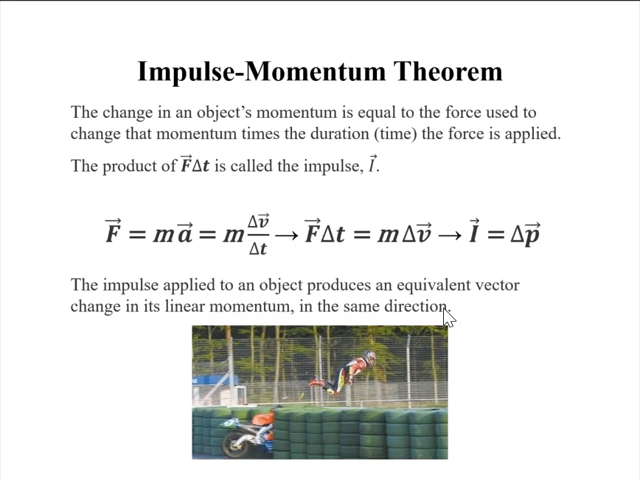 Impulse-Momentum Theorem
The change in an object's momentum is equal to the force used to
change that momentum times the duration (time) the force is applied.
The product of F⃗Δt is called the impulse, I⃗.
F⃗ = ma⃗ = m Δv⃗/Δt → F⃗Δt = mΔv⃗ → I⃗ = Δp⃗
The impulse applied to an object produces an equivalent vector
change in its linear momentum, in the same direction.